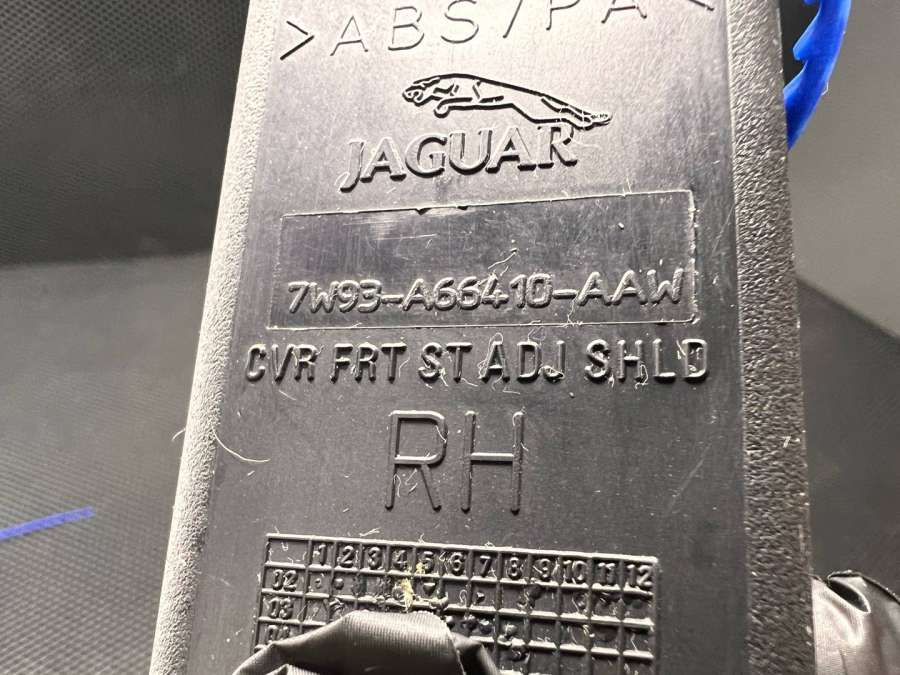 >ABS/PA<
JAGUAR
7W93-A66410-AAW
CVR FRT ST ADJ SHLD
RH
1 2 3 4 5 6 7 8 9 10 11 12
02
03
04